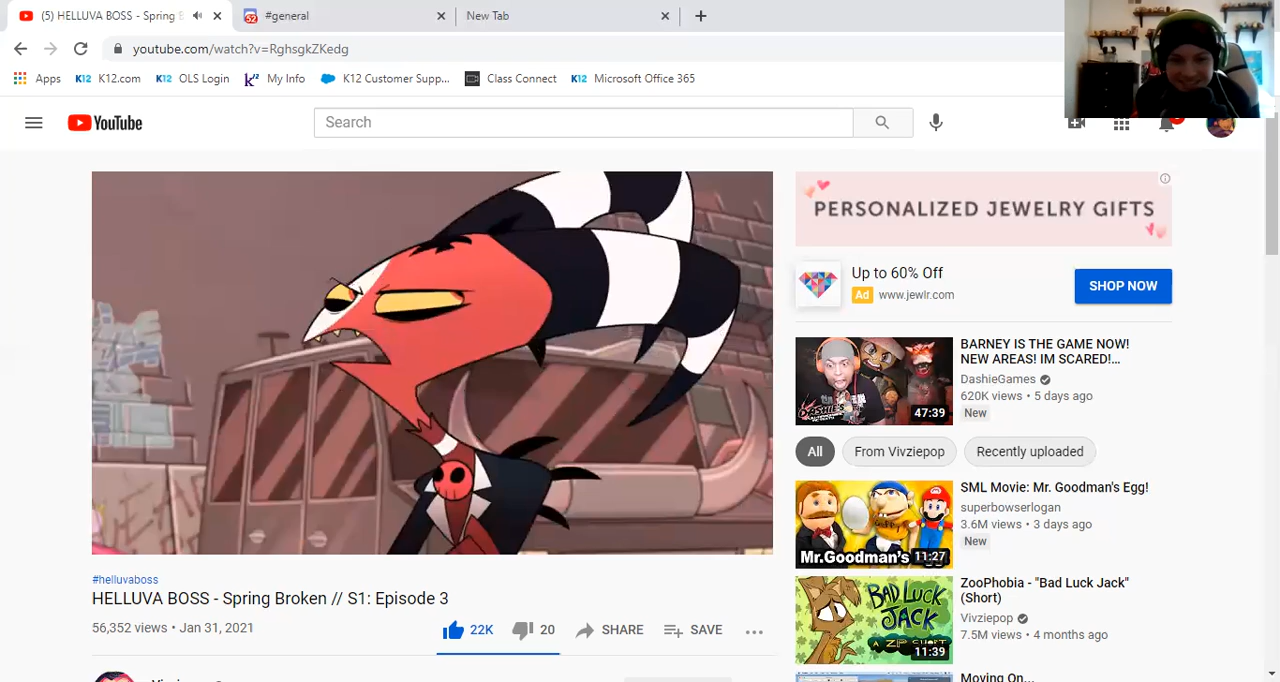 (5) HELLUVA BOSS - Spring B
#general
New Tab
youtube.com/watch?v=RghsgkZKedg
Apps
K12 K12.com
K12 OLS Login
My Info
K12 Customer Supp...
Class Connect
K12 Microsoft Office 365
YouTube
Search
PERSONALIZED JEWELRY GIFTS
Up to 60% Off
Ad www.jewlr.com
SHOP NOW
BARNEY IS THE GAME NOW!
NEW AREAS! IM SCARED!...
DashieGames
620K views • 5 days ago
New
47:39
All
From Vivziepop
Recently uploaded
SML Movie: Mr. Goodman's Egg!
superbowserlogan
3.6M views • 3 days ago
New
Mr.Goodman's
11:27
ZooPhobia - "Bad Luck Jack"
(Short)
Vivziepop
7.5M views • 4 months ago
BAD LUCK
JACK
11:39
Moving On...
#helluvaboss
HELLUVA BOSS - Spring Broken // S1: Episode 3
56,352 views • Jan 31, 2021
22K
20
SHARE
SAVE